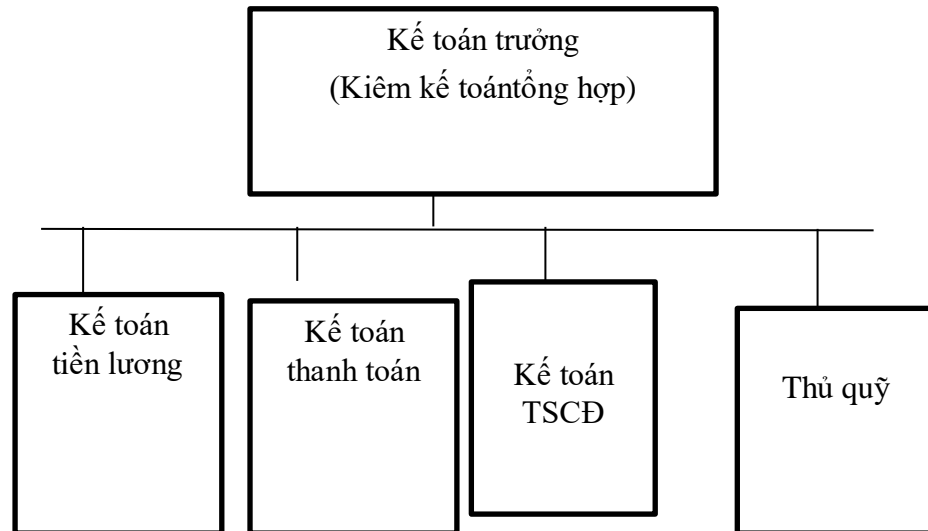 Kế toán trưởng
(Kiêm kế toántổng hợp)
Kế toán
tiền lương
Kế toán
thanh toán
Kế toán
TSCĐ
Thủ quỹ